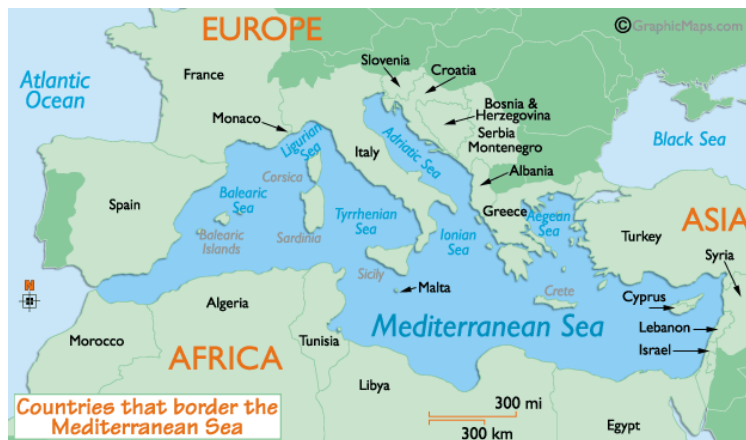 EUROPE
©GraphicMaps.com
Atlantic
Ocean
France
Slovenia
Croatia
Monaco
Ligurian
Sea
Bosnia &
Herzegovina
Serbia
Montenegro
Black Sea
Italy
Adriatic Sea
Albania
Corsica
Spain
Balearic
Sea
Balearic
Islands
Sardinia
Tyrrhenian
Sea
Ionian
Sea
Greece
Aegean
Sea
ASIA
Turkey
Syria
Sicily
Malta
Crete
Cyprus
Lebanon
Israel
N
Mediterranean Sea
Morocco
Algeria
Tunisia
AFRICA
Libya
Egypt
Countries that border the
Mediterranean Sea
300 mi
300 km